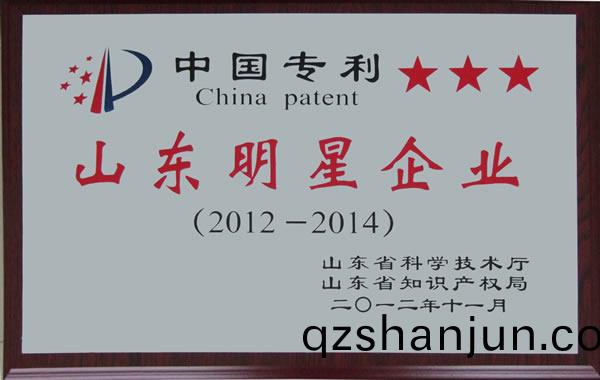 中国专利 ★★★
China patent
山东明星企业
(2012－2014)
山东省科学技术厅
山东省知识产权局
二〇一二年十一月
qzshanjun.co